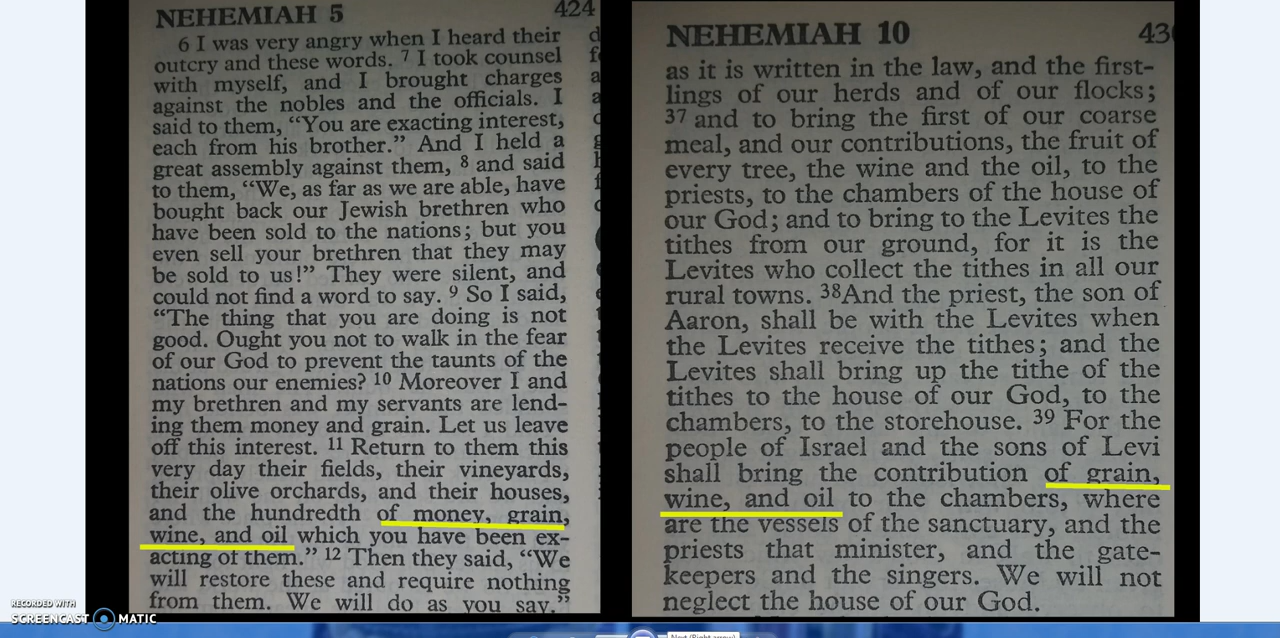 NEHEMIAH 5
424
6 I was very angry when I heard their
outcry and these words. 7 I took counsel
with myself, and I brought charges
against the nobles and the officials. I
said to them, “You are exacting interest,
each from his brother.” And I held a
great assembly against them, 8 and said
to them, “We, as far as we are able, have
bought back our Jewish brethren who
have been sold to the nations; but you
even sell your brethren that they may
be sold to us!” They were silent, and
could not find a word to say. 9 So I said,
“The thing that you are doing is not
good. Ought you not to walk in the fear
of our God to prevent the taunts of the
nations our enemies? 10 Moreover I and
my brethren and my servants are lend-
ing them money and grain. Let us leave
off this interest. 11 Return to them this
very day their fields, their vineyards,
their olive orchards, and their houses,
and the hundredth of money, grain,
wine, and oil which you have been ex-
acting of them.” 12 Then they said, “We
will restore these and require nothing
from them. We will do as you say.”
NEHEMIAH 10
as it is written in the law, and the first-
lings of our herds and of our flocks;
37 and to bring the first of our coarse
meal, and our contributions, the fruit of
every tree, the wine and the oil, to the
priests, to the chambers of the house of
our God; and to bring to the Levites the
tithes from our ground, for it is the
Levites who collect the tithes in all our
rural towns. 38And the priest, the son of
Aaron, shall be with the Levites when
the Levites receive the tithes; and the
Levites shall bring up the tithe of the
tithes to the house of our God, to the
chambers, to the storehouse. 39 For the
people of Israel and the sons of Levi
shall bring the contribution of grain,
wine, and oil to the chambers, where
are the vessels of the sanctuary, and the
priests that minister, and the gate-
keepers and the singers. We will not
neglect the house of our God.
RECORDED WITH
SCREENCAST MATIC
Next (Right arrow)